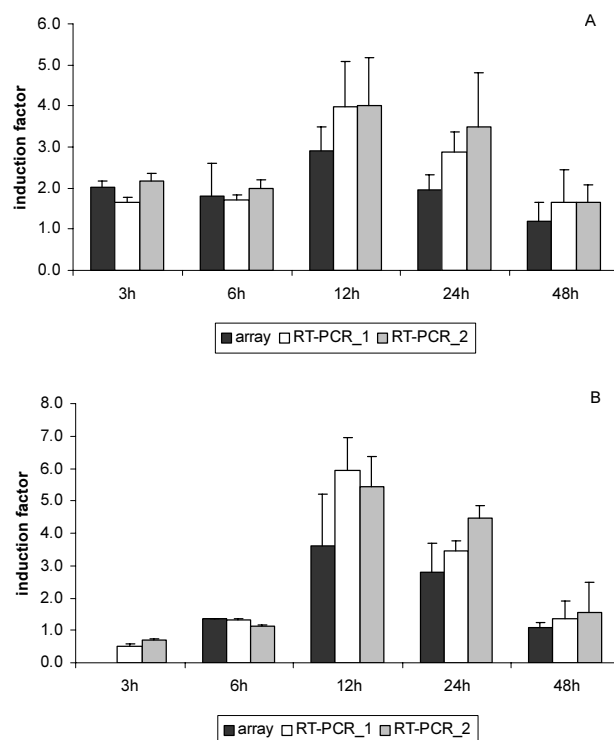 A
6.0
5.0
4.0
3.0
2.0
1.0
0.0
induction factor
3h 6h 12h 24h 48h
array RT-PCR_1 RT-PCR_2
B
8.0
7.0
6.0
5.0
4.0
3.0
2.0
1.0
0.0
induction factor
3h 6h 12h 24h 48h
array RT-PCR_1 RT-PCR_2